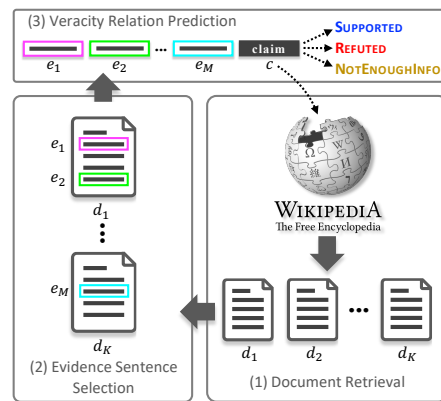 (3) Veracity Relation Prediction
e1 e2 ... eM claim c
SUPPORTED
REFUTED
NOTENOUGHINFO
WIKIPEDIA
The Free Encyclopedia
d1 d2 ... dK
(1) Document Retrieval
e1
e2
d1
eM
dK
(2) Evidence Sentence
Selection